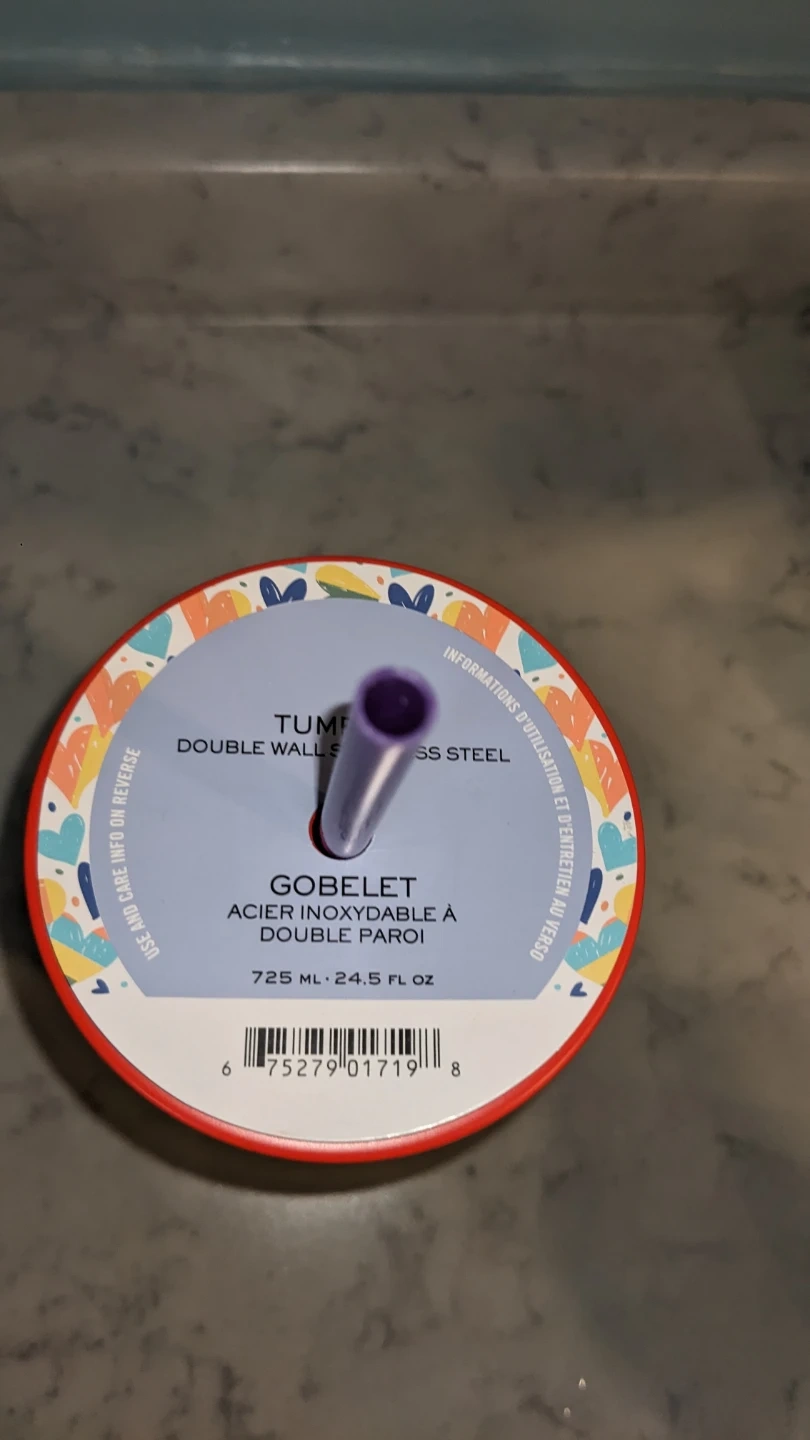 DOUBLE WALL STEEL
GOBELET
ACIER INOXYDABLE À
DOUBLE PAROI
725 ML · 24.5 FL OZ
USE AND CARE INFO ON REVERSE
INFORMATIONS D'UTILISATION ET D'ENTRETIEN AU VERSO
6 75279 01719 8